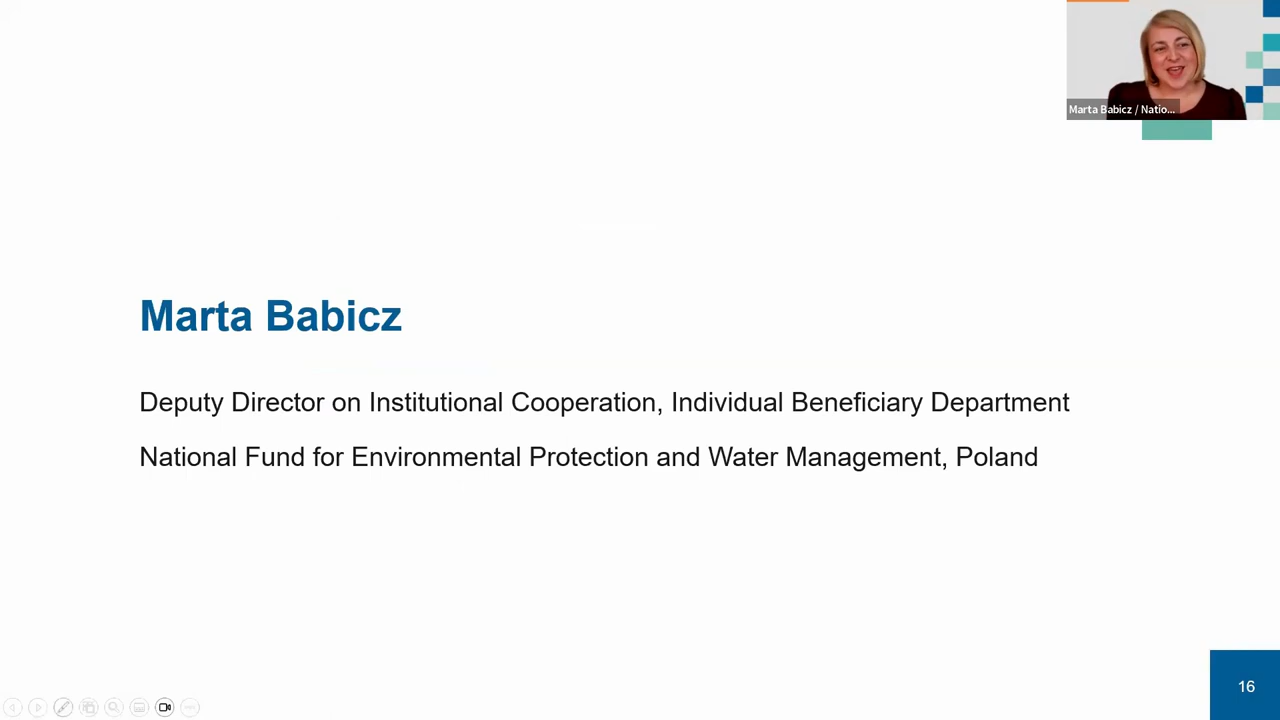 Marta Babicz / Natio...
Marta Babicz
Deputy Director on Institutional Cooperation, Individual Beneficiary Department
National Fund for Environmental Protection and Water Management, Poland
16